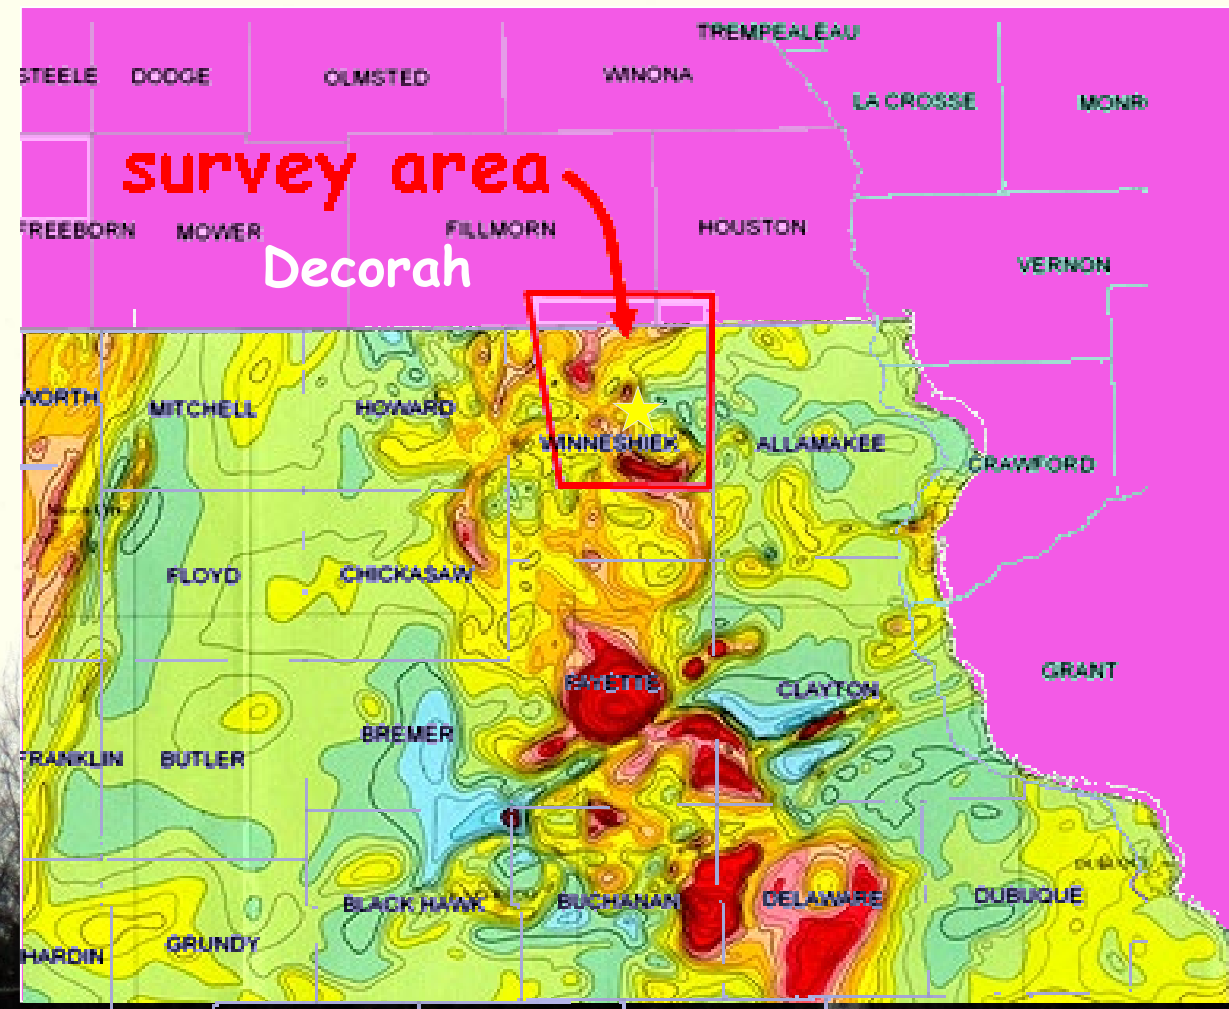 TREMPEALEAU
STEELE DODGE OLMSTED WINONA
LA CROSSE MONR
survey area
FREEBORN MOWER FILLMORN HOUSTON
Decorah
VERNON
WORTH MITCHELL HOWARD
WINNESHIEK ALLAMAKEE
CRAWFORD
FLOYD CHICKASAW
FAYETTE CLAYTON GRANT
BREMER
FRANKLIN BUTLER
BLACK HAWK BUCHANAN DELAWARE DUBUQUE
HARDIN GRUNDY